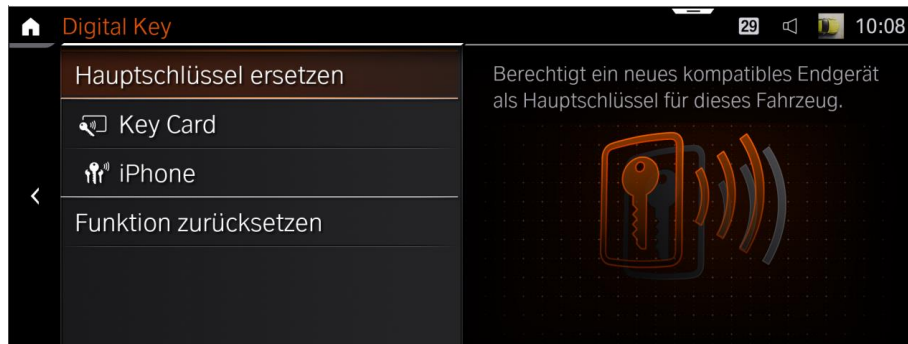 Digital Key
29
10:08
Hauptschlüssel ersetzen
Key Card
iPhone
Funktion zurücksetzen
Berechtigt ein neues kompatibles Endgerät
als Hauptschlüssel für dieses Fahrzeug.